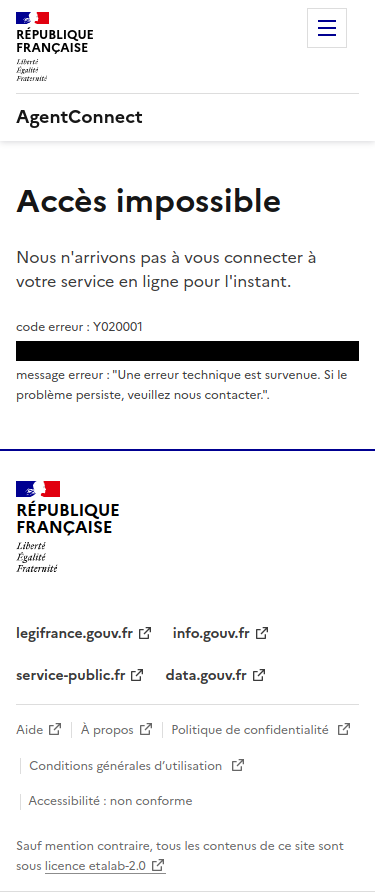 RÉPUBLIQUE
FRANÇAISE
Liberté
Égalité
Fraternité
AgentConnect
Accès impossible
Nous n'arrivons pas à vous connecter à
votre service en ligne pour l'instant.
code erreur : Y020001
message erreur : "Une erreur technique est survenue. Si le
problème persiste, veuillez nous contacter.".
RÉPUBLIQUE
FRANÇAISE
Liberté
Égalité
Fraternité
legifrance.gouv.fr info.gouv.fr
service-public.fr data.gouv.fr
Aide À propos Politique de confidentialité
Conditions générales d’utilisation
Accessibilité : non conforme
Sauf mention contraire, tous les contenus de ce site sont
sous licence etalab-2.0